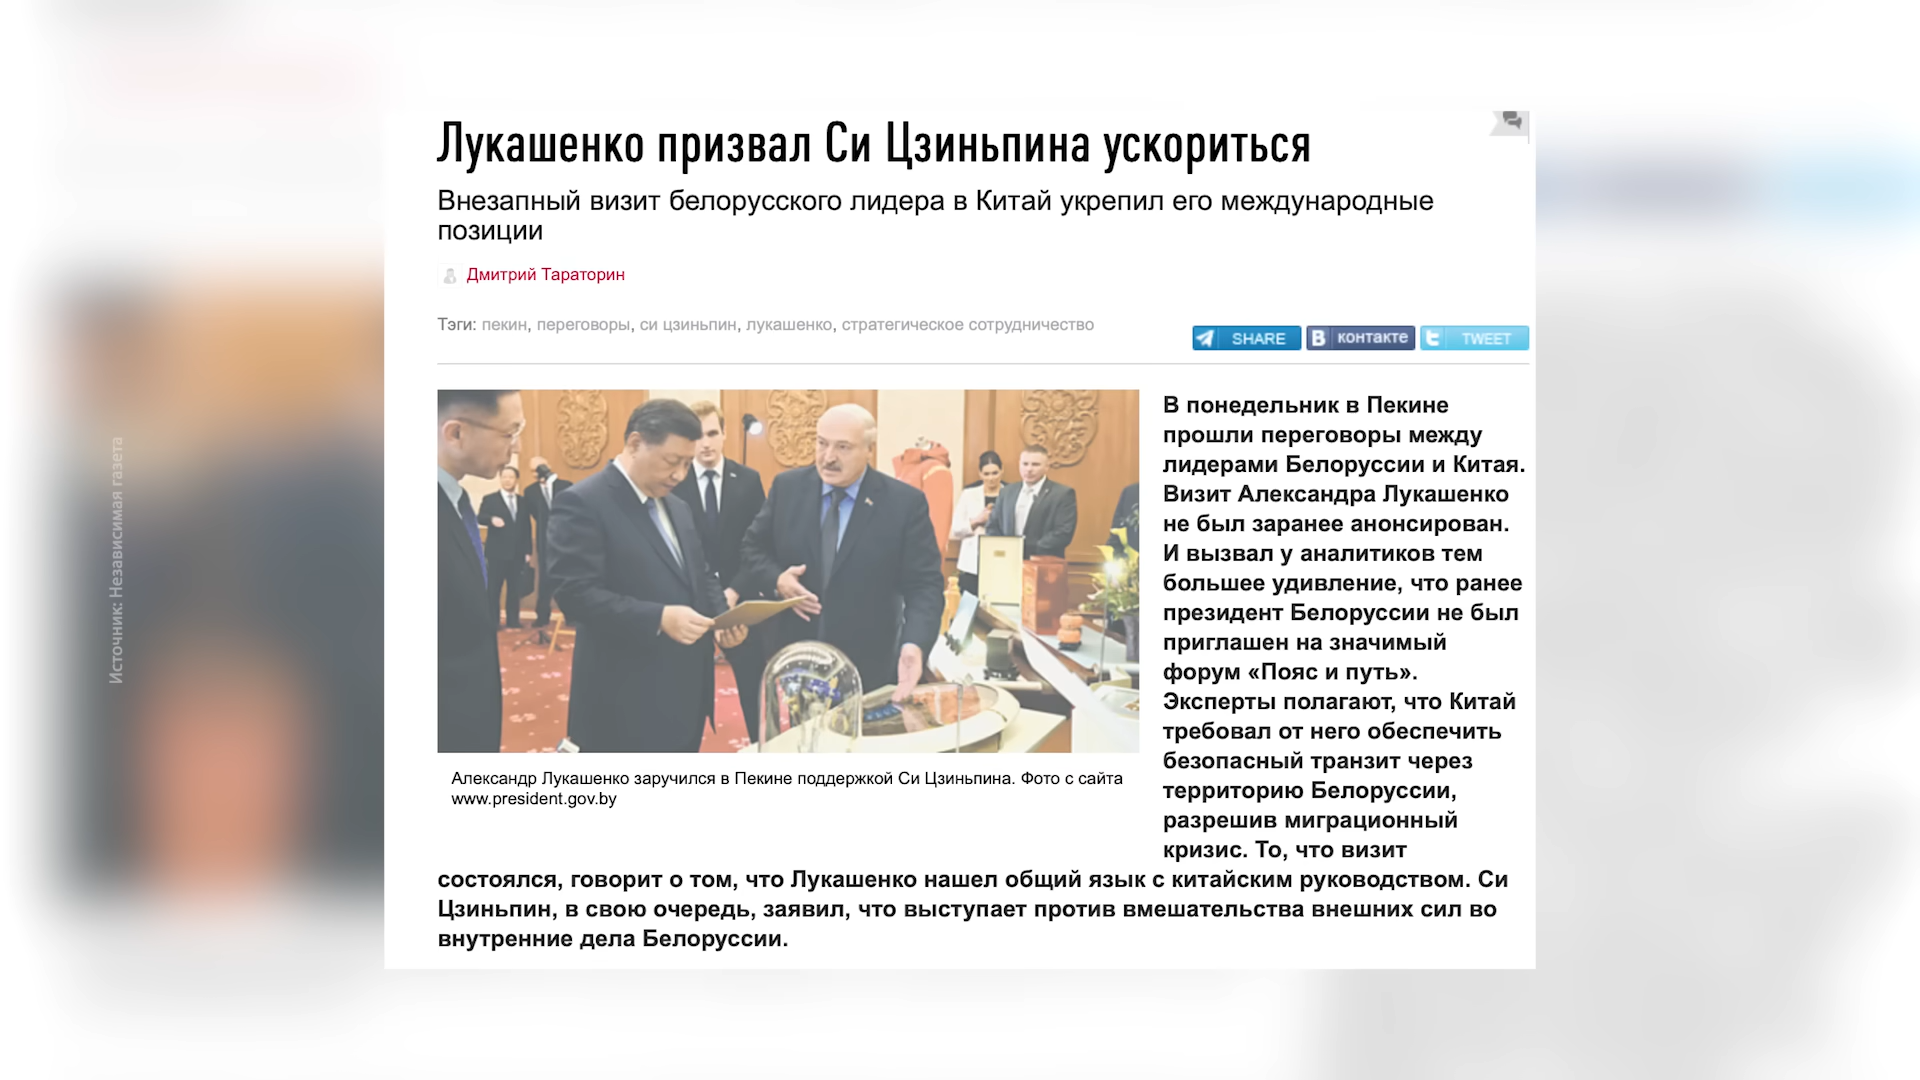 Лукашенко призвал Си Цзиньпина ускориться
Внезапный визит белорусского лидера в Китай укрепил его международные
позиции
Дмитрий Тараторин
Тэги: пекин, переговоры, си цзиньпин, лукашенко, стратегическое сотрудничество
SHARE
В контакте
TWEET
В понедельник в Пекине
прошли переговоры между
лидерами Белоруссии и Китая.
Визит Александра Лукашенко
не был заранее анонсирован.
И вызвал у аналитиков тем
большее удивление, что ранее
президент Белоруссии не был
приглашен на значимый
форум «Пояс и путь».
Эксперты полагают, что Китай
требовал от него обеспечить
безопасный транзит через
территорию Белоруссии,
разрешив миграционный
кризис. То, что визит
состоялся, говорит о том, что Лукашенко нашел общий язык с китайским руководством. Си
Цзиньпин, в свою очередь, заявил, что выступает против вмешательства внешних сил во
внутренние дела Белоруссии.
Александр Лукашенко заручился в Пекине поддержкой Си Цзиньпина. Фото с сайта
www.president.gov.by
Источник: Независимая газета